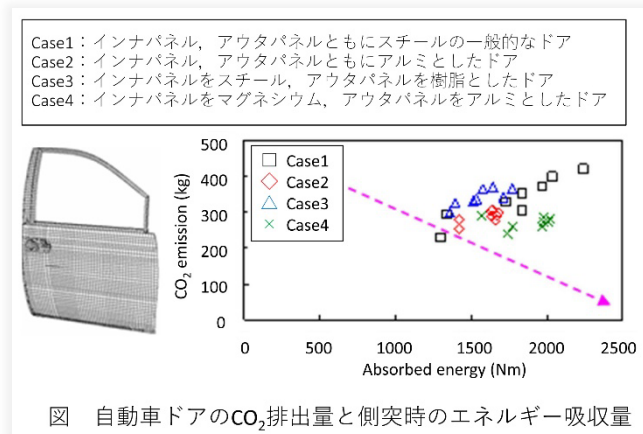 Case1：インナパネル，アウタパネルともにスチールの一般的なドア
Case2：インナパネル，アウタパネルともにアルミとしたドア
Case3：インナパネルをスチール，アウタパネルを樹脂としたドア
Case4：インナパネルをマグネシウム，アウタパネルをアルミとしたドア
CO₂ emission (kg)
500
400
300
200
100
0
Case1
Case2
Case3
Case4
0 500 1000 1500 2000 2500
Absorbed energy (Nm)
図 自動車ドアのCO₂排出量と側突時のエネルギー吸収量